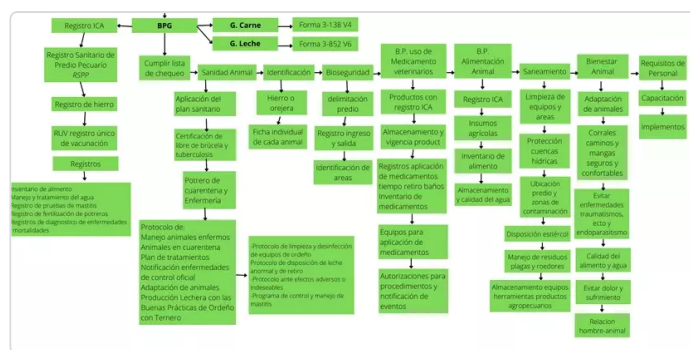 Registro ICA
BPG
G. Carne
Forma 3-138 V4
G. Leche
Forma 3-852 V6
Registro Sanitario de
Predio Pecuario
RSPP
Registro de hierro
RUV registro único
de vacunación
Registros
Inventario de alimento
Manejo y tratamiento del agua
Registro de pruebas de mastitis
Registro de fertilización de potreros
Registros de diagnostico de enfermedades
mortalidades
Cumplir lista
de chequeo
Sanidad Animal
Aplicación del
plan sanitario
Certificación de
libre de brúcela y
tuberculosis
Potrero de
cuarentena y
Enfermería
Protocolo de:
Manejo animales enfermos
Animales en cuarentena
Plan de tratamientos
Notificación enfermedades
de control oficial
Adaptación de animales
Producción Lechera con las
Buenas Prácticas de Ordeño
con Ternero
·Protocolo de limpieza y desinfección
de equipos de ordeño
·Protocolo de disposición de leche
anormal y de retiro
·Protocolo ante efectos adversos o
indeseables
·Programa de control y manejo de
mastitis
Identificación
Hierro o
orejera
Ficha individual
de cada animal
Bioseguridad
delimitación
predio
Registro ingreso
y salida
Identificación de
areas
B.P. uso de
Medicamento
veterinarios
Productos con
registro ICA
Almacenamiento y
vigencia product
Registros aplicación
de medicamentos
tiempo retiro baños
Inventario de
medicamentos
Equipos para
aplicación de
medicamentos
Autorizaciones para
procedimientos y
notificación de
eventos
B.P.
Alimentación
Animal
Registro ICA
Insumos
agrícolas
Inventario de
alimento
Almacenamiento
y calidad del agua
Saneamiento
Limpieza de
equipos y
areas
Protección
cuencas
hídricas
Ubicación
predio y
zonas de
contaminación
Disposición estiércol
Manejo de residuos
plagas y roedores
Almacenamiento equipos
herramientas productos
agropecuarios
Bienestar
Animal
Adaptación
de animales
Corrales
caminos y
mangas
seguros y
confortables
Evitar
enfermedades
traumatismos,
ecto y
endoparasitismo
Calidad del
alimento y agua
Evitar dolor y
sufrimiento
Relacion
hombre-animal
Requisitos de
Personal
Capacitación
Implementos